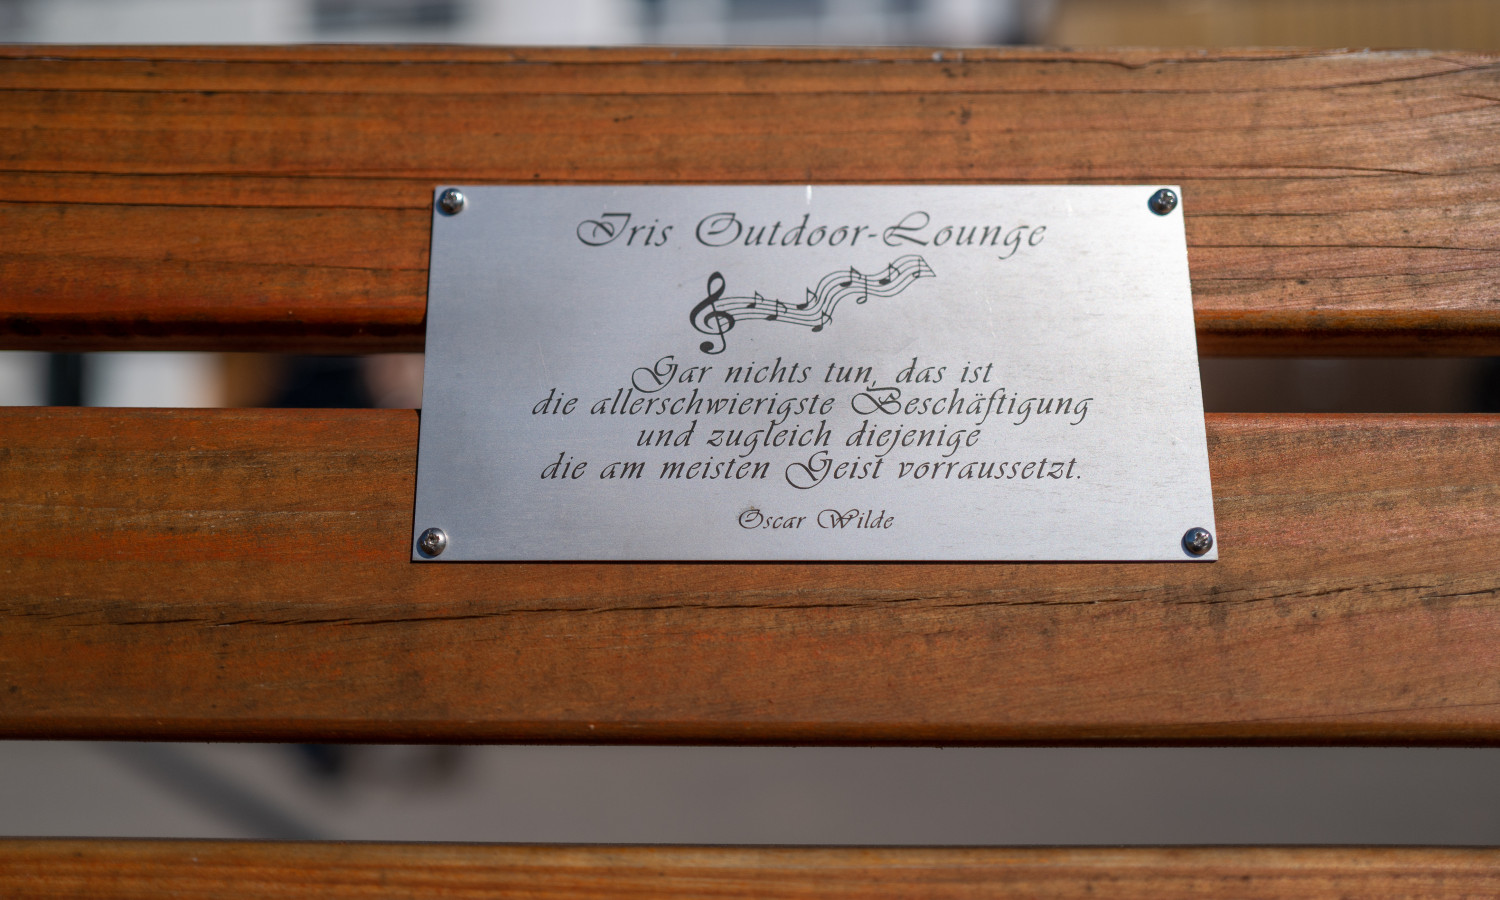 Iris Outdoor-Lounge
Gar nichts tun, das ist
die allerschwierigste Beschäftigung
und zugleich diejenige
die am meisten Geist vorraussetzt.
Oscar Wilde